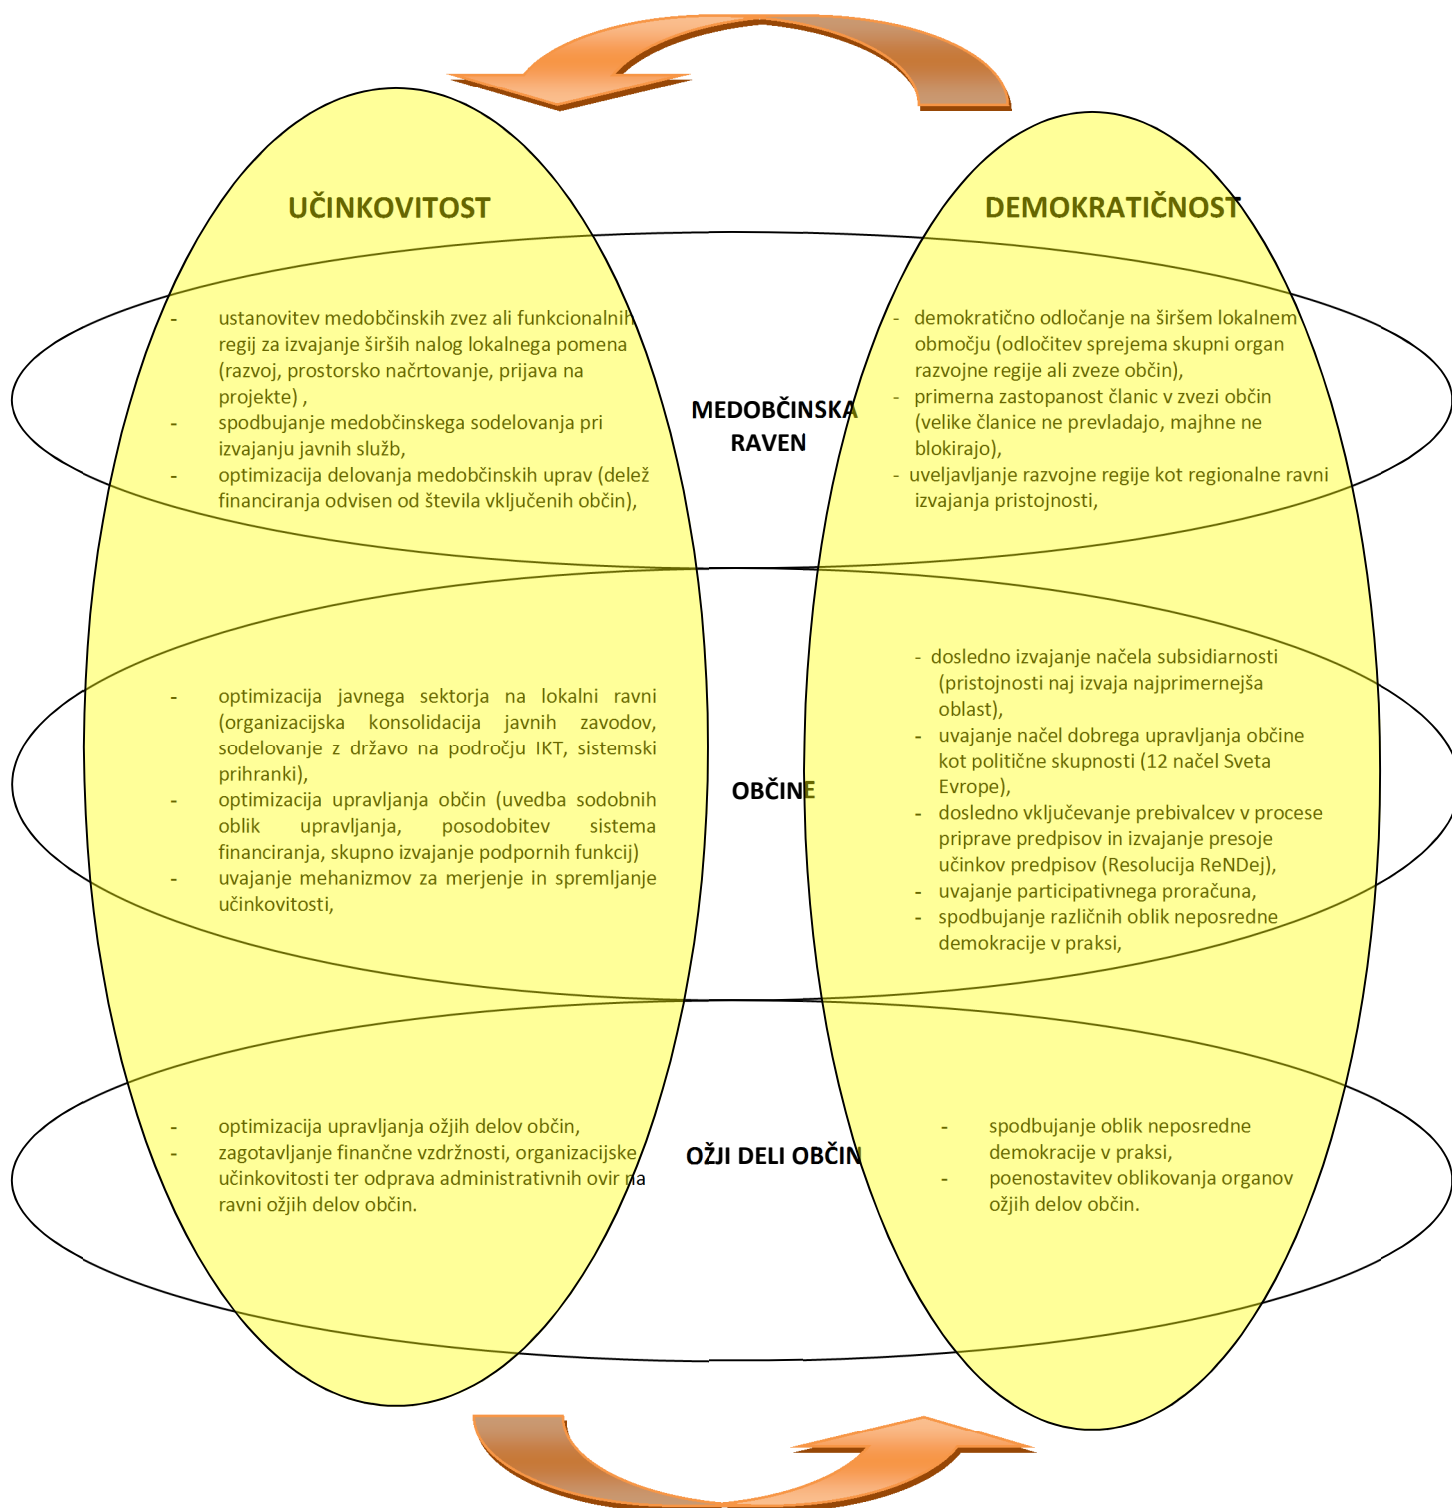 UČINKOVITOST
DEMOKRATIČNOST
MEDOBČINSKA
RAVEN
- ustanovitev medobčinskih zvez ali funkcionalnih
regij za izvajanje širših nalog lokalnega pomena
(razvoj, prostorsko načrtovanje, prijava na
projekte) ,
- spodbujanje medobčinskega sodelovanja pri
izvajanju javnih služb,
- optimizacija delovanja medobčinskih uprav (delež
financiranja odvisen od števila vključenih občin),
- demokratično odločanje na širšem lokalnem
območju (odločitev sprejema skupni organ
razvojne regije ali zveze občin),
- primerna zastopanost članic v zvezi občin
(velike članice ne prevladajo, majhne ne
blokirajo),
- uveljavljanje razvojne regije kot regionalne ravni
izvajanja pristojnosti,
OBČINE
- optimizacija javnega sektorja na lokalni ravni
(organizacijska konsolidacija javnih zavodov,
sodelovanje z državo na področju IKT, sistemski
prihranki),
- optimizacija upravljanja občin (uvedba sodobnih
oblik upravljanja, posodobitev sistema
financiranja, skupno izvajanje podpornih funkcij)
- uvajanje mehanizmov za merjenje in spremljanje
učinkovitosti,
- dosledno izvajanje načela subsidiarnosti
(pristojnosti naj izvaja najprimernejša
oblast),
- uvajanje načel dobrega upravljanja občine
kot politične skupnosti (12 načel Sveta
Evrope),
- dosledno vključevanje prebivalcev v procese
priprave predpisov in izvajanje presoje
učinkov predpisov (Resolucija ReNDej),
- uvajanje participativnega proračuna,
- spodbujanje različnih oblik neposredne
demokracije v praksi,
OŽJI DELI OBČIN
- optimizacija upravljanja ožjih delov občin,
- zagotavljanje finančne vzdržnosti, organizacijske
učinkovitosti ter odprava administrativnih ovir na
ravni ožjih delov občin.
- spodbujanje oblik neposredne
demokracije v praksi,
- poenostavitev oblikovanja organov
ožjih delov občin.